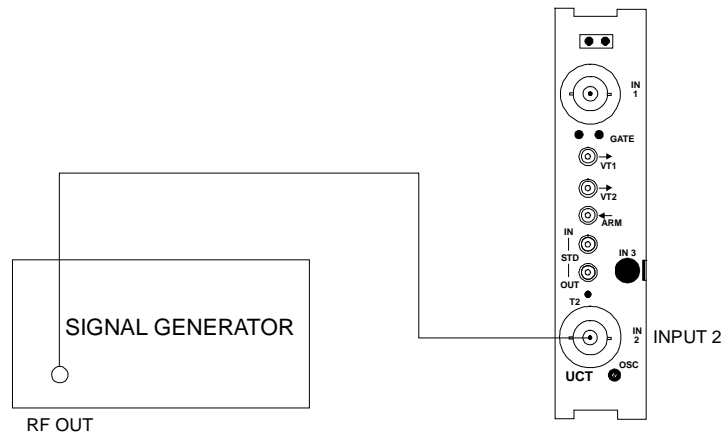 IN
1
GATE
VT1
VT2
ARM
IN
STD
OUT
IN 3
T2
IN
2
INPUT 2
OSC
UCT
SIGNAL GENERATOR
RF OUT